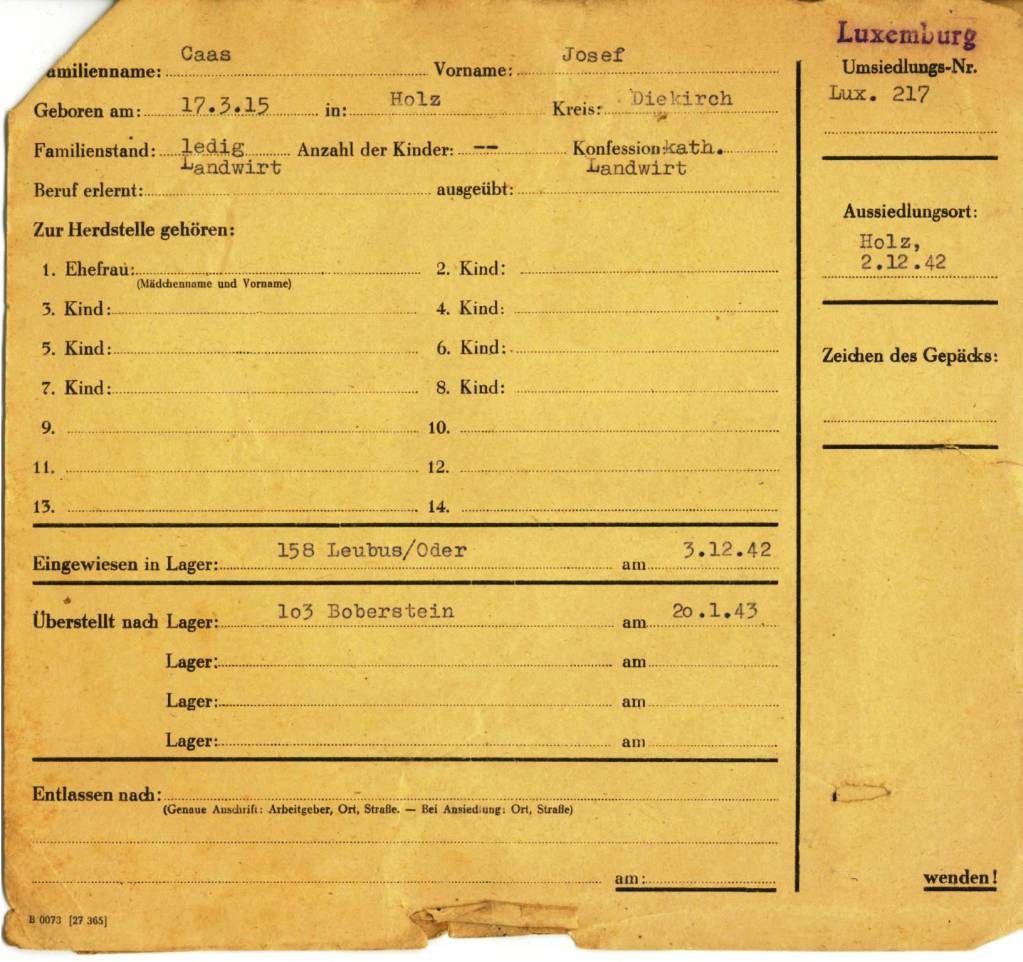 Caas Josef
amilienname: Vorname:
17.3.15 Holz Diekirch
Geboren am: in: Kreis:
Familienstand: ledig Anzahl der Kinder: -- Konfession: kath.
Landwirt Landwirt
Beruf erlernt: ausgeübt:
Zur Herdstelle gehören:
1. Ehefrau: 2. Kind:
(Mädchenname und Vorname)
3. Kind: 4. Kind:
5. Kind: 6. Kind:
7. Kind: 8. Kind:
9. 10.
11. 12.
13. 14.
158 Leubus/Oder 3.12.42
Eingewiesen in Lager: am
1o3 Boberstein 2o.1.43
Überstellt nach Lager: am
Lager: am
Lager: am
Lager: am
Entlassen nach:
(Genaue Anschrift: Arbeitgeber, Ort, Straße. — Bei Ansiedlung: Ort, Straße)
am:
B 0073 [27 365]
Luxemburg
Umsiedlungs-Nr.
Lux. 217
Aussiedlungsort:
Holz,
2.12.42
Zeichen des Gepäcks:
wenden!